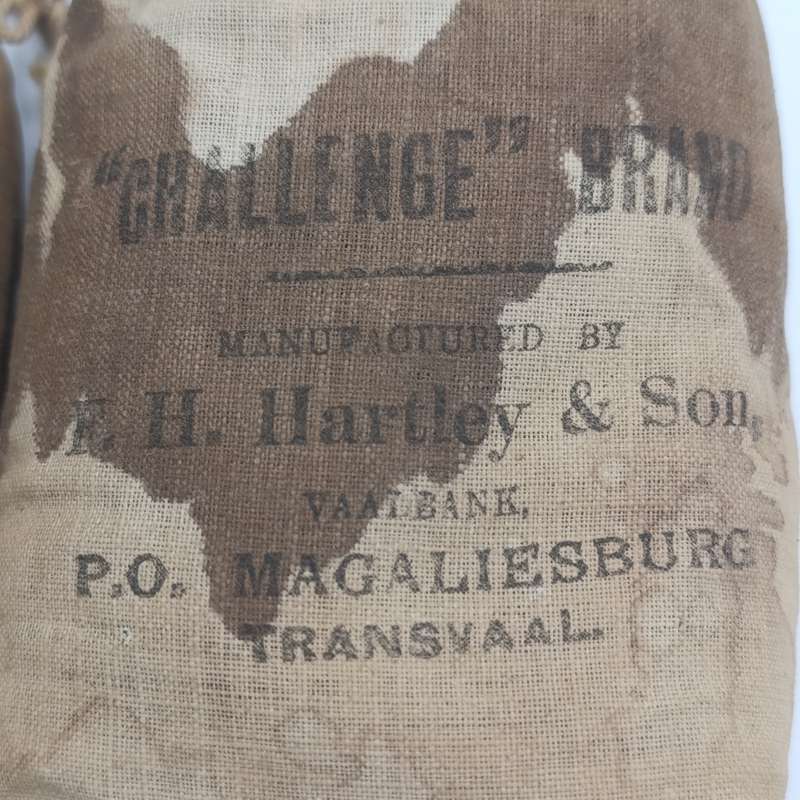 "CHALLENGE" BRAND
MANUFACTURED BY
F. H. Hartley & Son,
VAALBANK,
P.O. MAGALIESBURG
TRANSVAAL.